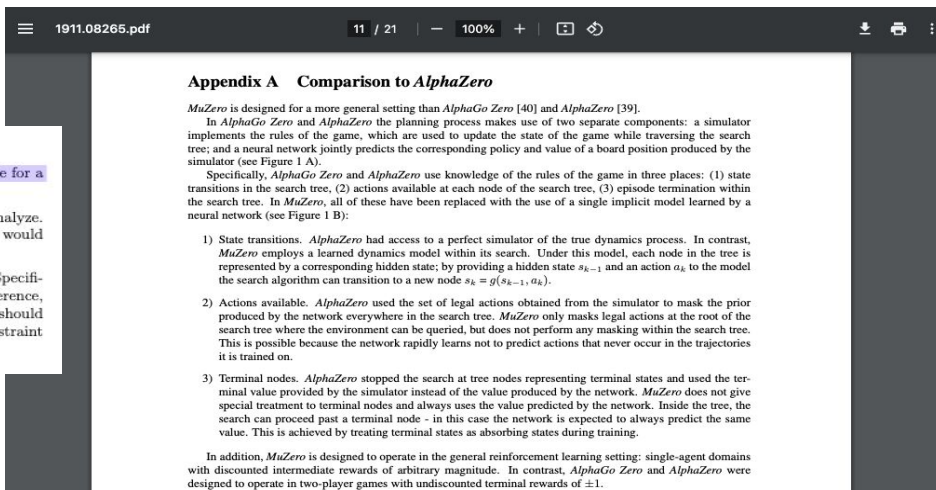 1911.08265.pdf
11 / 21
100%
e for a
nalyze.
would
pecifi-
erence,
should
straint
Appendix A Comparison to AlphaZero
MuZero is designed for a more general setting than AlphaGo Zero [40] and AlphaZero [39].
In AlphaGo Zero and AlphaZero the planning process makes use of two separate components: a simulator
implements the rules of the game, which are used to update the state of the game while traversing the search
tree; and a neural network jointly predicts the corresponding policy and value of a board position produced by the
simulator (see Figure 1 A).
Specifically, AlphaGo Zero and AlphaZero use knowledge of the rules of the game in three places: (1) state
transitions in the search tree, (2) actions available at each node of the search tree, (3) episode termination within
the search tree. In MuZero, all of these have been replaced with the use of a single implicit model learned by a
neural network (see Figure 1 B):
1) State transitions. AlphaZero had access to a perfect simulator of the true dynamics process. In contrast,
MuZero employs a learned dynamics model within its search. Under this model, each node in the tree is
represented by a corresponding hidden state; by providing a hidden state sₖ₋₁ and an action aₖ to the model
the search algorithm can transition to a new node sₖ = g(sₖ₋₁, aₖ).
2) Actions available. AlphaZero used the set of legal actions obtained from the simulator to mask the prior
produced by the network everywhere in the search tree. MuZero only masks legal actions at the root of the
search tree where the environment can be queried, but does not perform any masking within the search tree.
This is possible because the network rapidly learns not to predict actions that never occur in the trajectories
it is trained on.
3) Terminal nodes. AlphaZero stopped the search at tree nodes representing terminal states and used the ter-
minal value provided by the simulator instead of the value produced by the network. MuZero does not give
special treatment to terminal nodes and always uses the value predicted by the network. Inside the tree, the
search can proceed past a terminal node - in this case the network is expected to always predict the same
value. This is achieved by treating terminal states as absorbing states during training.
In addition, MuZero is designed to operate in the general reinforcement learning setting: single-agent domains
with discounted intermediate rewards of arbitrary magnitude. In contrast, AlphaGo Zero and AlphaZero were
designed to operate in two-player games with undiscounted terminal rewards of ±1.